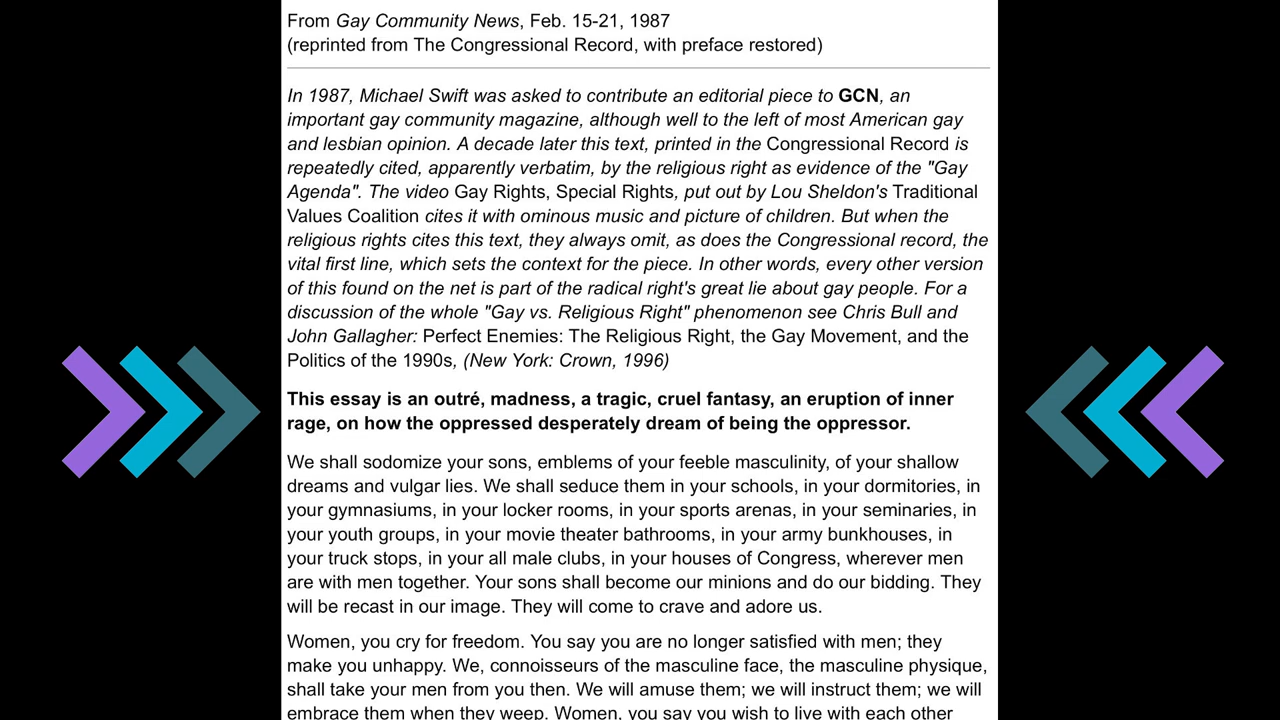 From Gay Community News, Feb. 15-21, 1987
(reprinted from The Congressional Record, with preface restored)
In 1987, Michael Swift was asked to contribute an editorial piece to GCN, an
important gay community magazine, although well to the left of most American gay
and lesbian opinion. A decade later this text, printed in the Congressional Record is
repeatedly cited, apparently verbatim, by the religious right as evidence of the "Gay
Agenda". The video Gay Rights, Special Rights, put out by Lou Sheldon's Traditional
Values Coalition cites it with ominous music and picture of children. But when the
religious rights cites this text, they always omit, as does the Congressional record, the
vital first line, which sets the context for the piece. In other words, every other version
of this found on the net is part of the radical right's great lie about gay people. For a
discussion of the whole "Gay vs. Religious Right" phenomenon see Chris Bull and
John Gallagher: Perfect Enemies: The Religious Right, the Gay Movement, and the
Politics of the 1990s, (New York: Crown, 1996)
This essay is an outré, madness, a tragic, cruel fantasy, an eruption of inner
rage, on how the oppressed desperately dream of being the oppressor.
We shall sodomize your sons, emblems of your feeble masculinity, of your shallow
dreams and vulgar lies. We shall seduce them in your schools, in your dormitories, in
your gymnasiums, in your locker rooms, in your sports arenas, in your seminaries, in
your youth groups, in your movie theater bathrooms, in your army bunkhouses, in
your truck stops, in your all male clubs, in your houses of Congress, wherever men
are with men together. Your sons shall become our minions and do our bidding. They
will be recast in our image. They will come to crave and adore us.
Women, you cry for freedom. You say you are no longer satisfied with men; they
make you unhappy. We, connoisseurs of the masculine face, the masculine physique,
shall take your men from you then. We will amuse them; we will instruct them; we will
embrace them when they weep. Women, you say you wish to live with each other